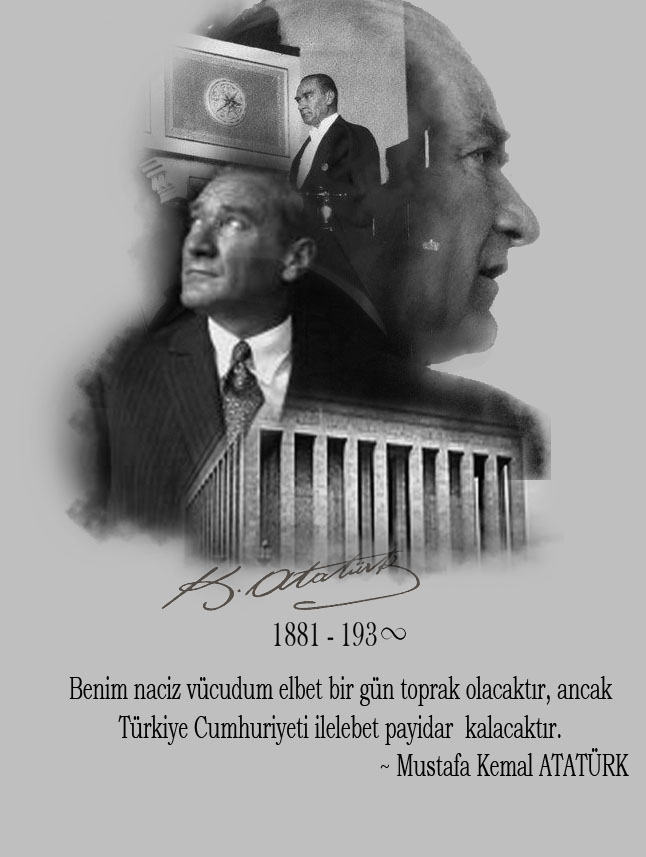 K. Atatürk
1881 - 193∞
Benim naciz vücudum elbet bir gün toprak olacaktır, ancak
Türkiye Cumhuriyeti ilelebet payidar kalacaktır.
~ Mustafa Kemal ATATÜRK